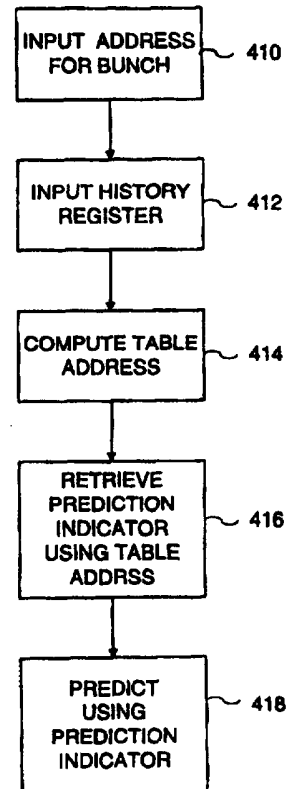 INPUT ADDRESS
FOR BUNCH
410
INPUT HISTORY
REGISTER
412
COMPUTE TABLE
ADDRESS
414
RETRIEVE
PREDICTION
INDICATOR
USING TABLE
ADDRSS
416
PREDICT
USING
PREDICTION
INDICATOR
418